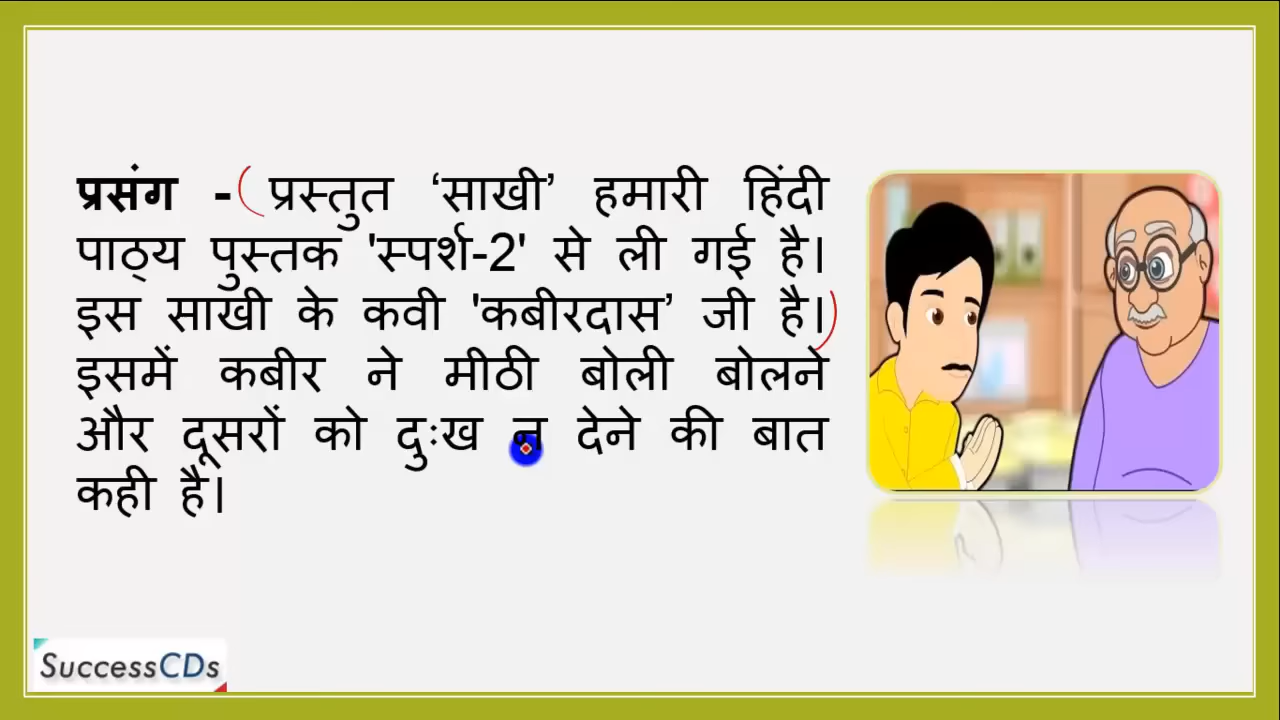 प्रसंग - प्रस्तुत ‘साखी’ हमारी हिंदी
पाठ्य पुस्तक 'स्पर्श-2' से ली गई है।
इस साखी के कवी 'कबीरदास’ जी है।
इसमें कबीर ने मीठी बोली बोलने
और दूसरों को दुःख न देने की बात
कही है।
SuccessCDs